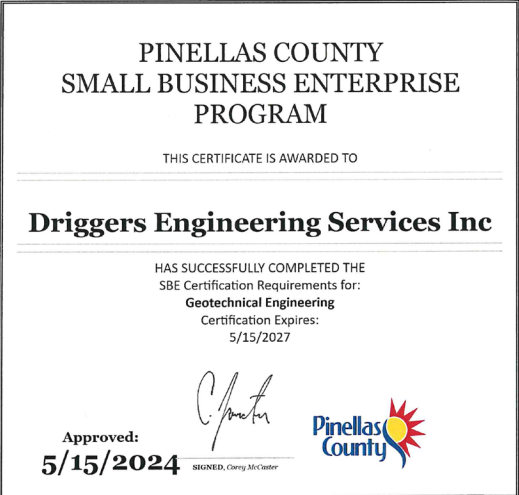 PINELLAS COUNTY
SMALL BUSINESS ENTERPRISE
PROGRAM
THIS CERTIFICATE IS AWARDED TO
Driggers Engineering Services Inc
HAS SUCCESSFULLY COMPLETED THE
SBE Certification Requirements for:
Geotechnical Engineering
Certification Expires:
5/15/2027
Approved:
5/15/2024
SIGNED, Corey McCaster
Pinellas
County